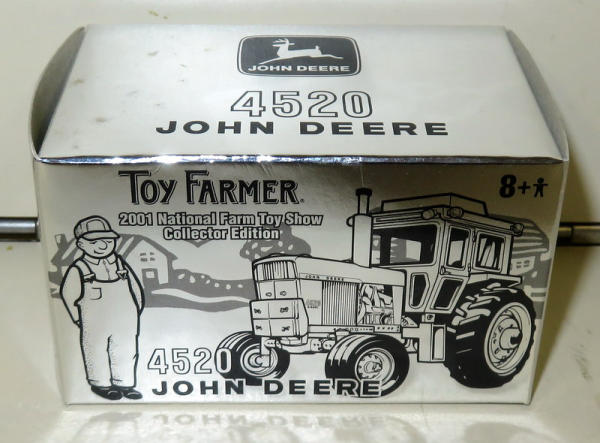 JOHN DEERE
4520
JOHN DEERE
TOY FARMER
8+
2001 National Farm Toy Show
Collector Edition
JOHN DEERE
4520
JOHN DEERE